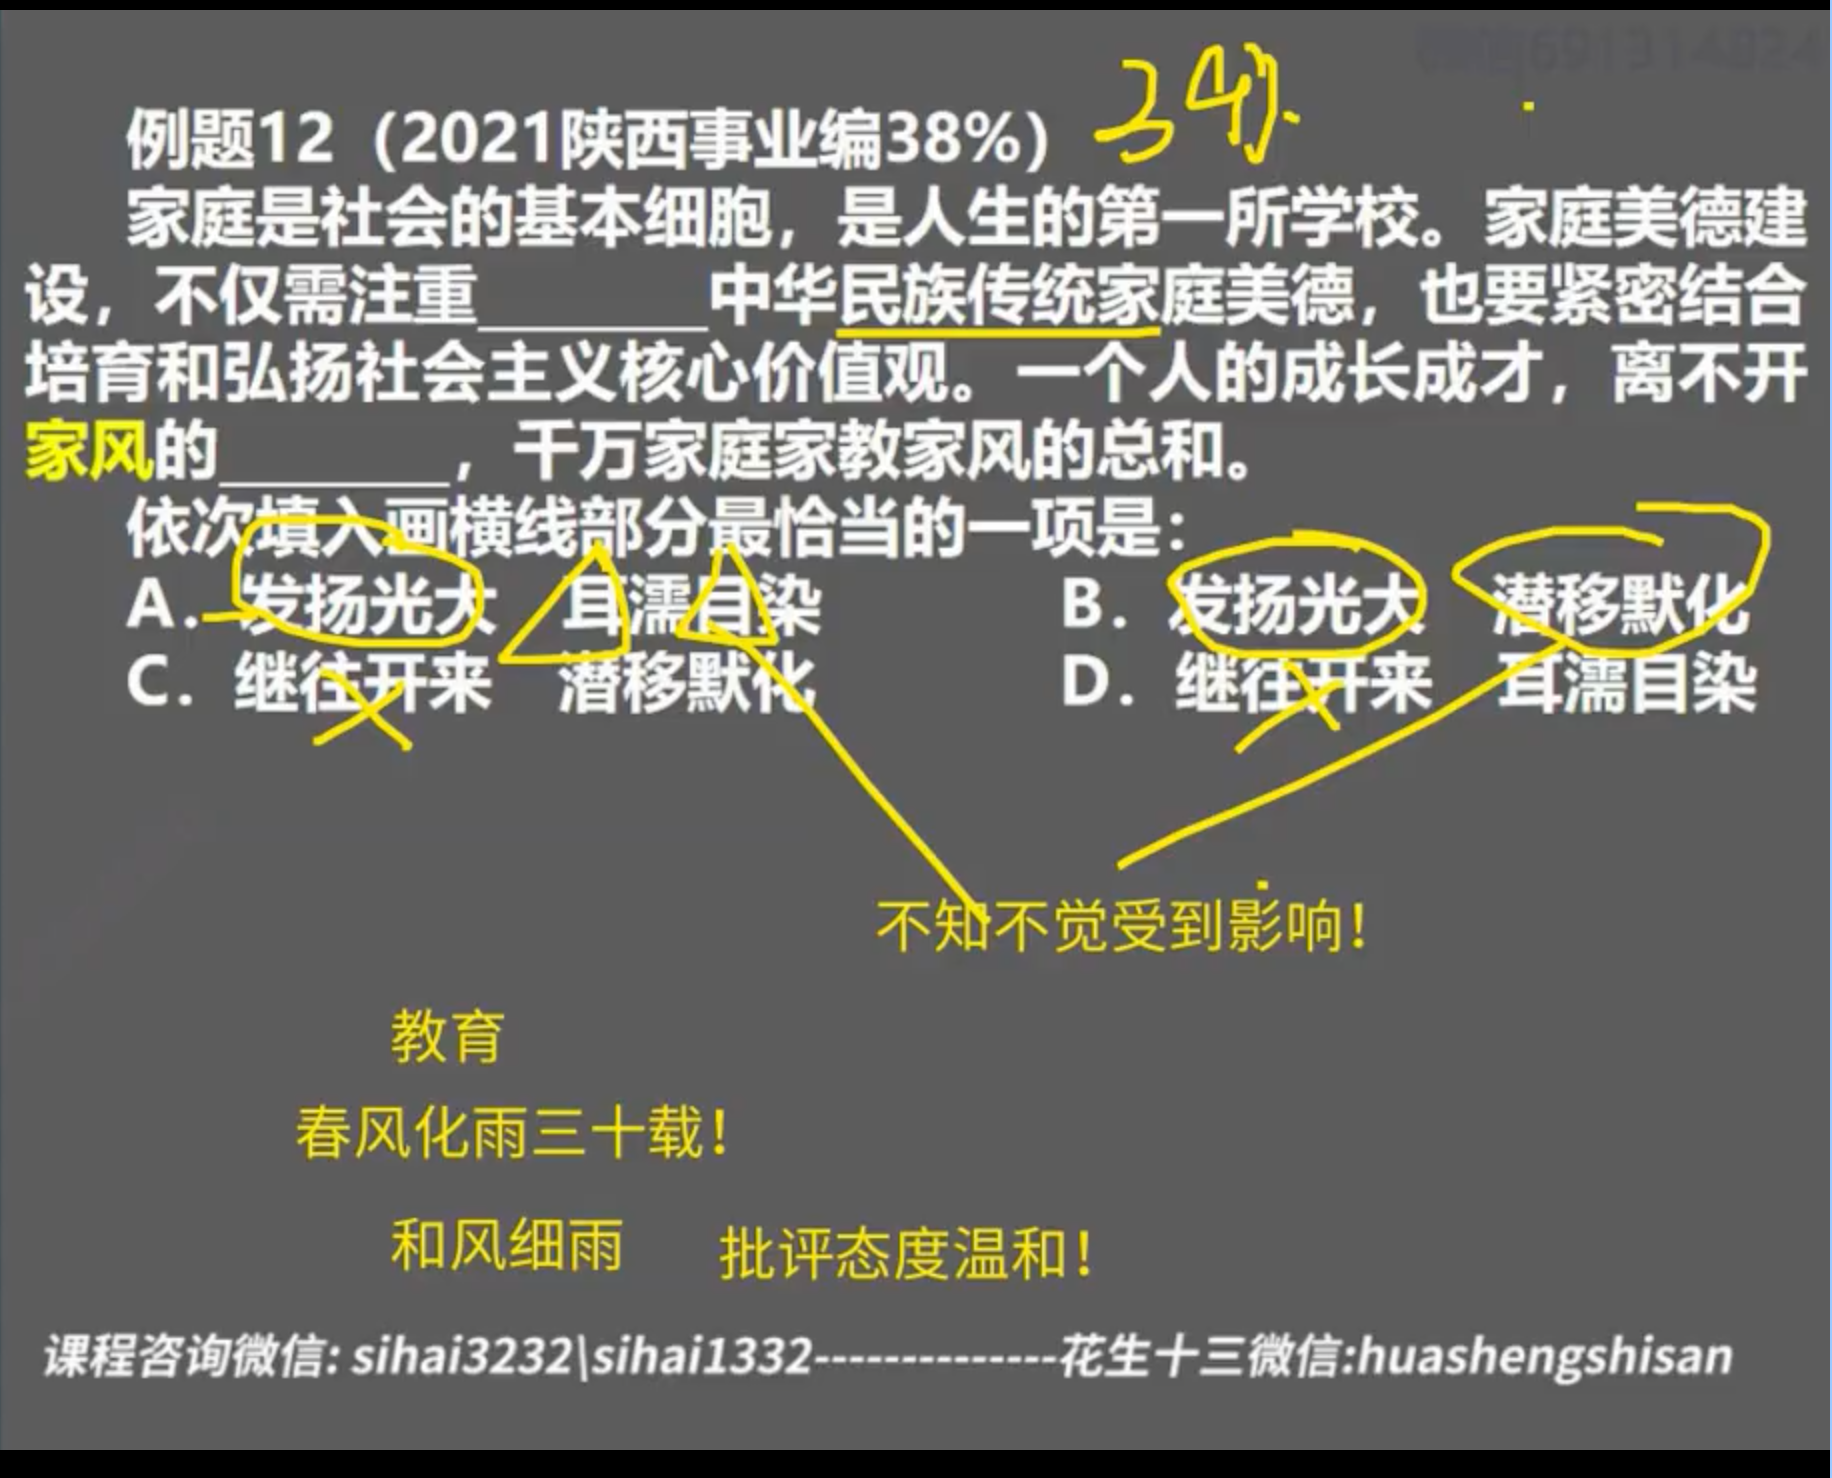 例题12（2021陕西事业编38%）
家庭是社会的基本细胞，是人生的第一所学校。家庭美德建
设，不仅需注重_______中华民族传统家庭美德，也要紧密结合
培育和弘扬社会主义核心价值观。一个人的成长成才，离不开
家风的_______，千万家庭家教家风的总和。
依次填入画横线部分最恰当的一项是：
A．发扬光大 耳濡目染 B．发扬光大 潜移默化
C．继往开来 潜移默化 D．继往开来 耳濡目染
不知不觉受到影响！
教育
春风化雨三十载！
和风细雨 批评态度温和！
课程咨询微信: sihai3232\sihai1332--------------花生十三微信:huashengshisan